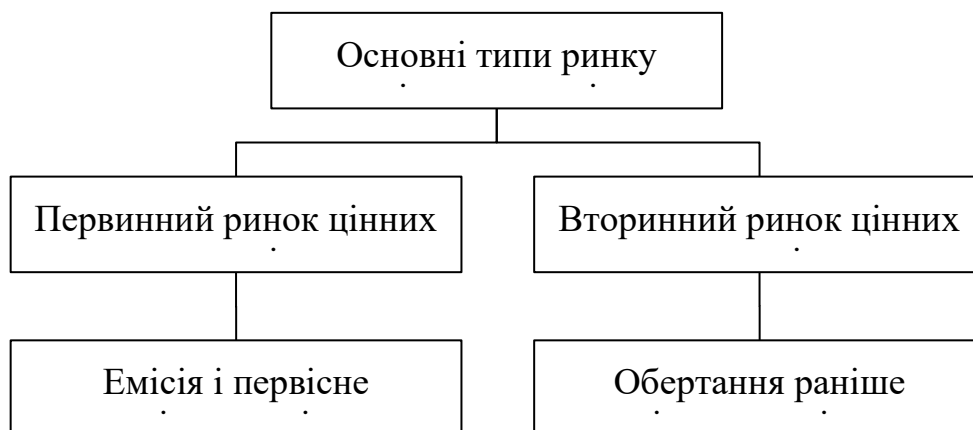 Основні типи ринку
Первинний ринок цінних
Вторинний ринок цінних
Емісія і первісне
Обертання раніше